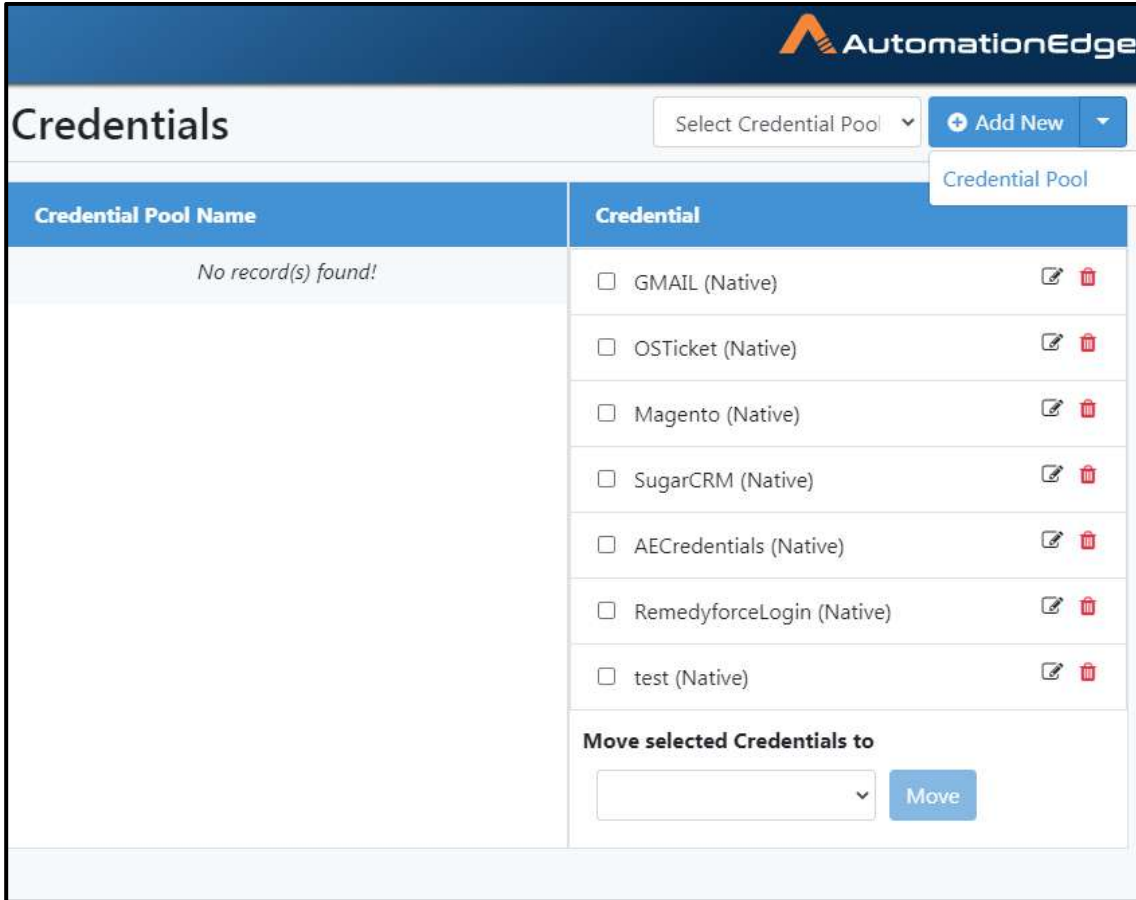 AutomationEdge
Credentials
Select Credential Pool
Add New
Credential Pool
Credential Pool Name
Credential
No record(s) found!
GMAIL (Native)
OSTicket (Native)
Magento (Native)
SugarCRM (Native)
AECredentials (Native)
RemedyforceLogin (Native)
test (Native)
Move selected Credentials to
Move